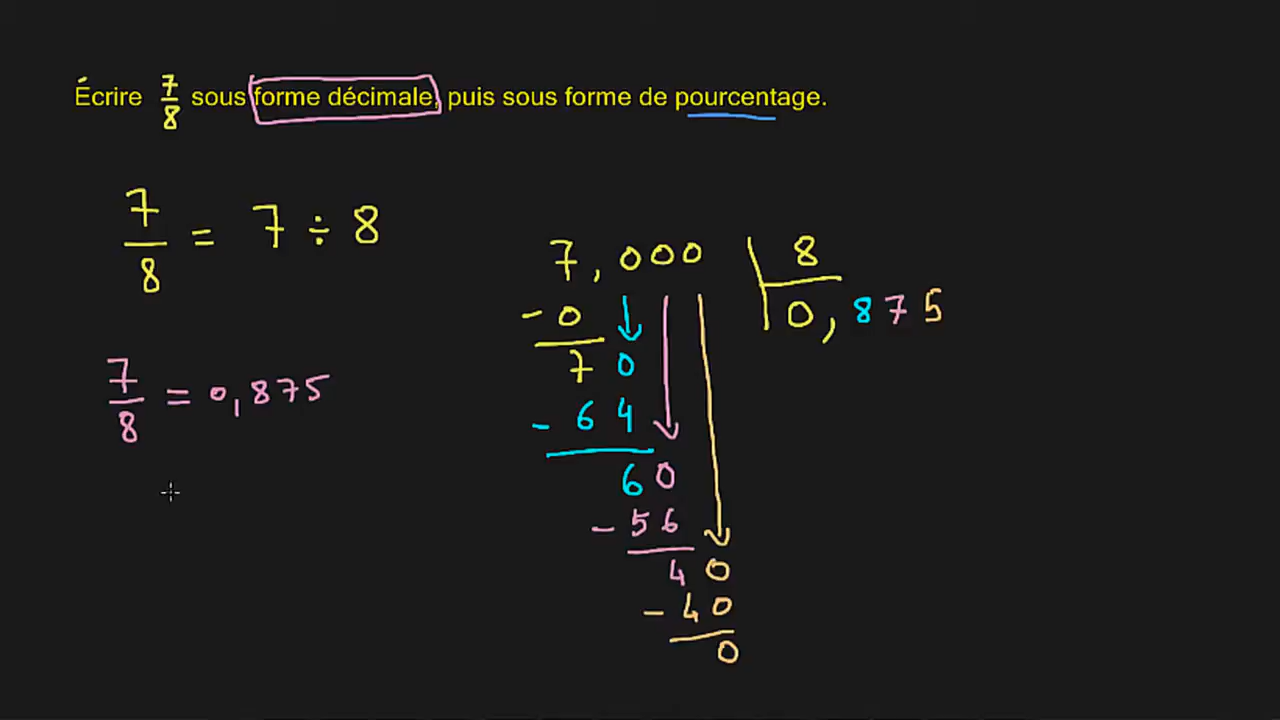 Écrire 7/8 sous forme décimale, puis sous forme de pourcentage.
7/8 = 7 ÷ 8
7,000 | 8
0,875
- 0
70
- 64
60
- 56
40
- 40
0
7/8 = 0,875